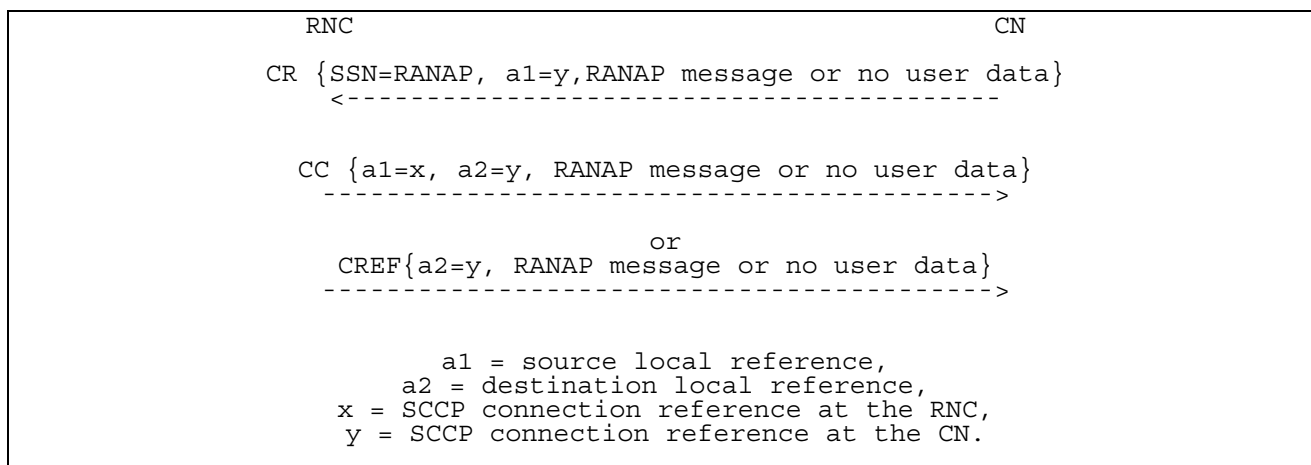 RNC CN
CR {SSN=RANAP, a1=y,RANAP message or no user data}
<------------------------------------------
CC {a1=x, a2=y, RANAP message or no user data}
------------------------------------------>
or
CREF{a2=y, RANAP message or no user data}
------------------------------------------>
a1 = source local reference,
a2 = destination local reference,
x = SCCP connection reference at the RNC,
y = SCCP connection reference at the CN.